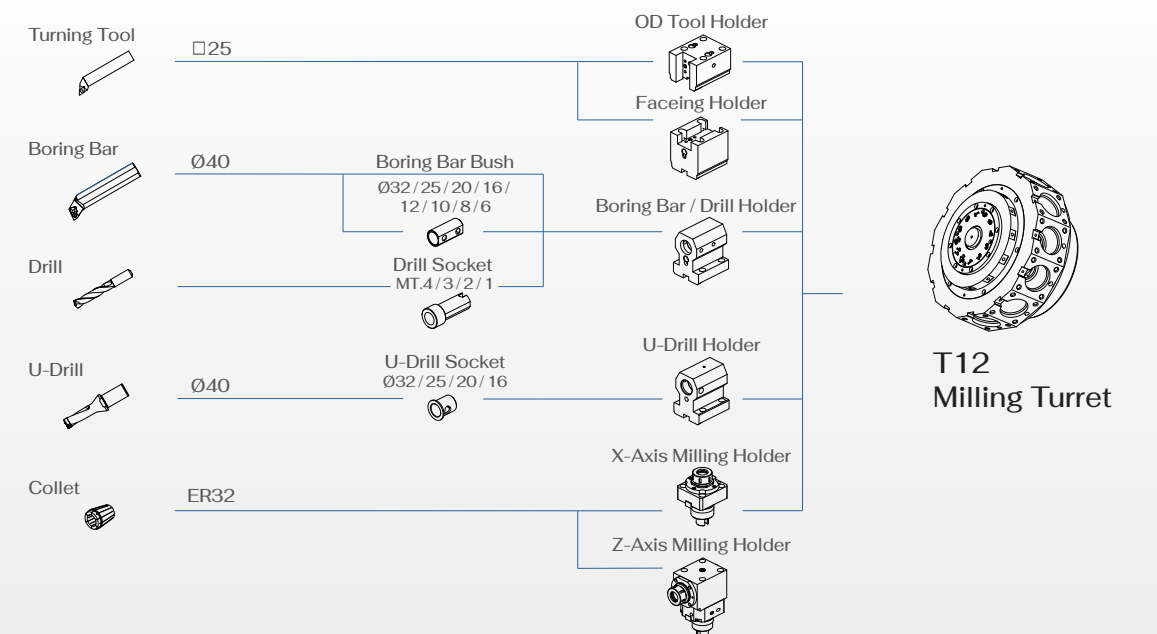 OD Tool Holder
Turning Tool
□25
Faceing Holder
Boring Bar
Ø40
Boring Bar Bush
Ø32/25/20/16/
12/10/8/6
Boring Bar / Drill Holder
Drill
Drill Socket
MT.4/3/2/1
U-Drill Holder
U-Drill
Ø40
U-Drill Socket
Ø32/25/20/16
T12
Milling Turret
X-Axis Milling Holder
Collet
ER32
Z-Axis Milling Holder